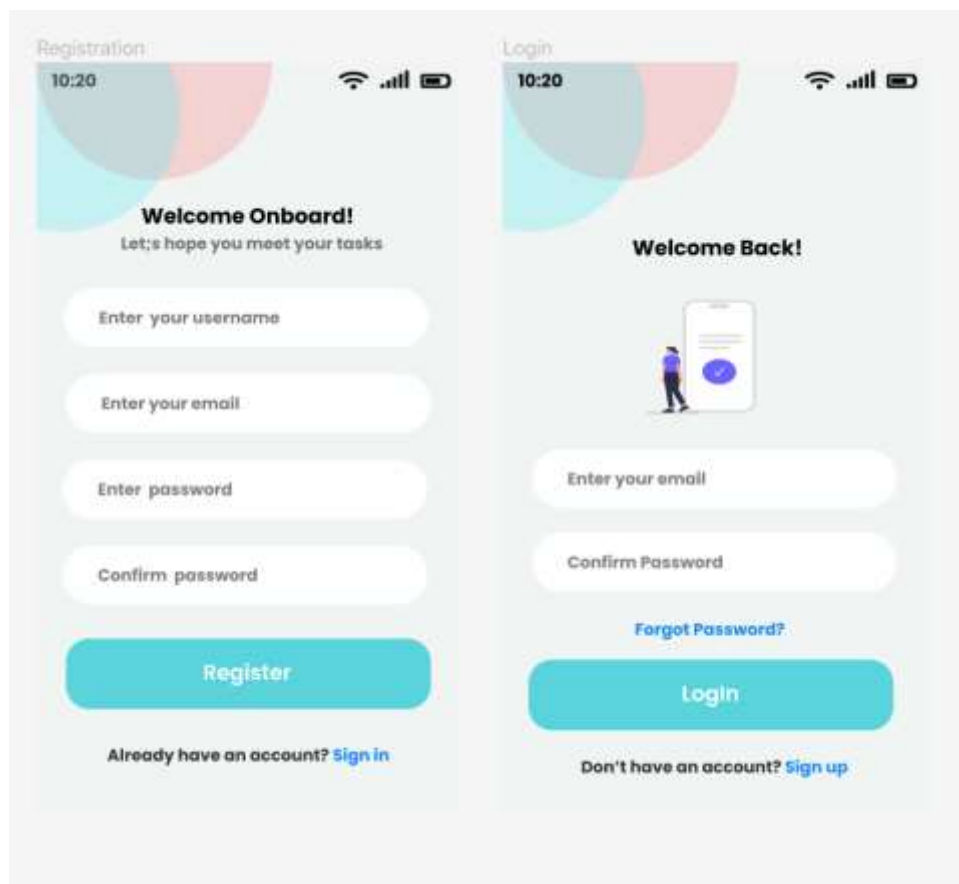 Registration
10:20
Welcome Onboard!
Let;s hope you meet your tasks
Enter your username
Enter your email
Enter password
Confirm password
Register
Already have an account? Sign in
Login
10:20
Welcome Back!
Enter your email
Confirm Password
Forgot Password?
Login
Don't have an account? Sign up